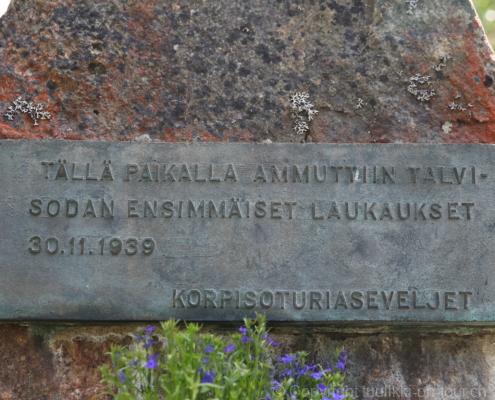 TÄLLÄ PAIKALLA AMMUTTIIN TALVI-
SODAN ENSIMMÄISET LAUKAUKSET
30.11.1939
KORPISOTURIASEVELJET